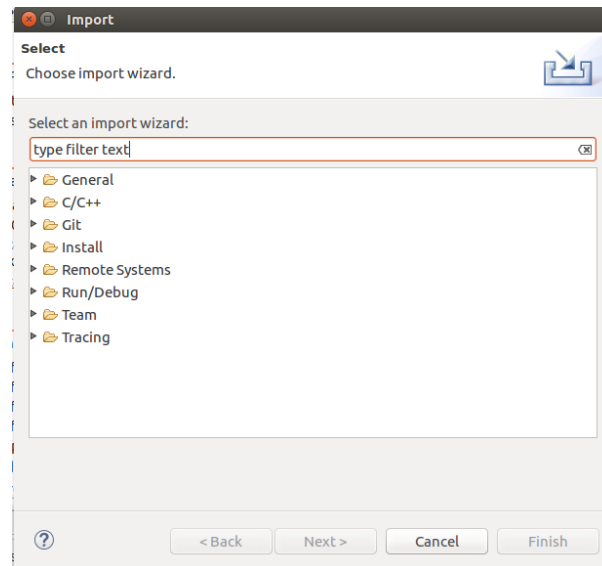 Import
Select
Choose import wizard.
Select an import wizard:
type filter text
General
C/C++
Git
Install
Remote Systems
Run/Debug
Team
Tracing
?
< Back Next > Cancel Finish